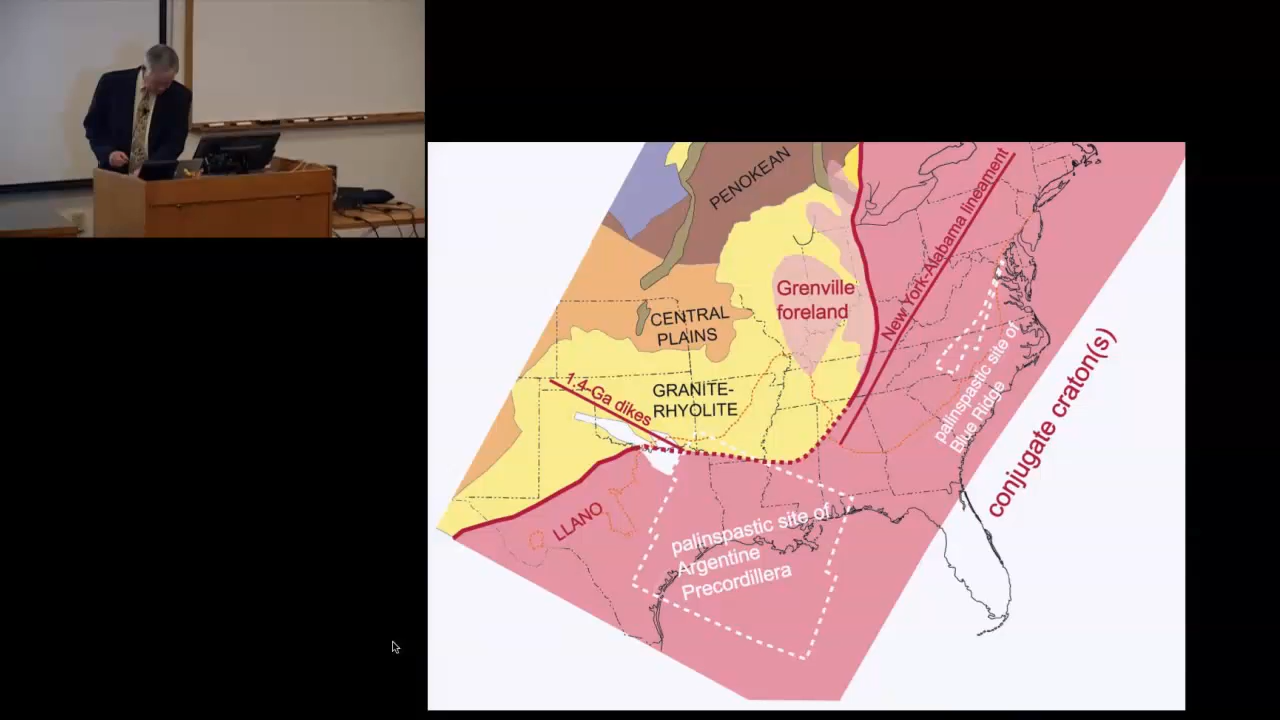 PENOKEAN
New York-Alabama lineament
Grenville
foreland
CENTRAL
PLAINS
1.4-Ga dikes
GRANITE-
RHYOLITE
palinspastic site of
Blue Ridge
conjugate craton(s)
LLANO
palinspastic site of
Argentine
Precordillera